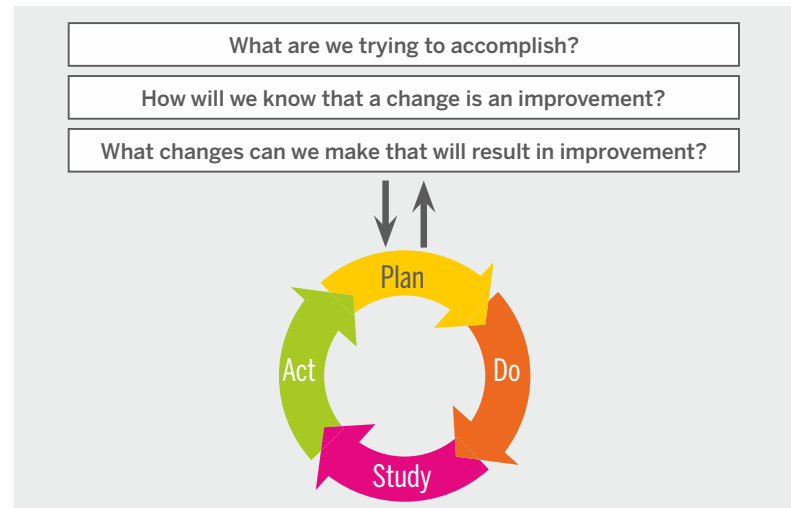 What are we trying to accomplish?
How will we know that a change is an improvement?
What changes can we make that will result in improvement?
Plan
Do
Study
Act